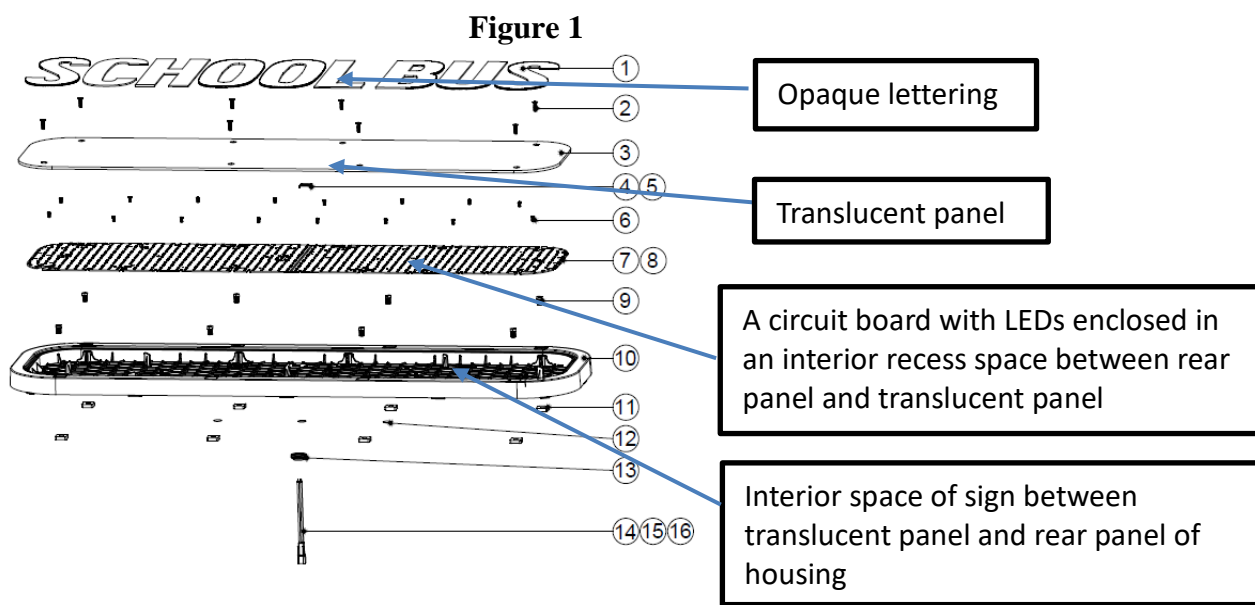 Figure 1
SCHOOL BUS
1
Opaque lettering
2
3
4 5
Translucent panel
6
7 8
9
A circuit board with LEDs enclosed in
an interior recess space between rear
panel and translucent panel
10
11
12
13
Interior space of sign between
translucent panel and rear panel of
housing
14 15 16